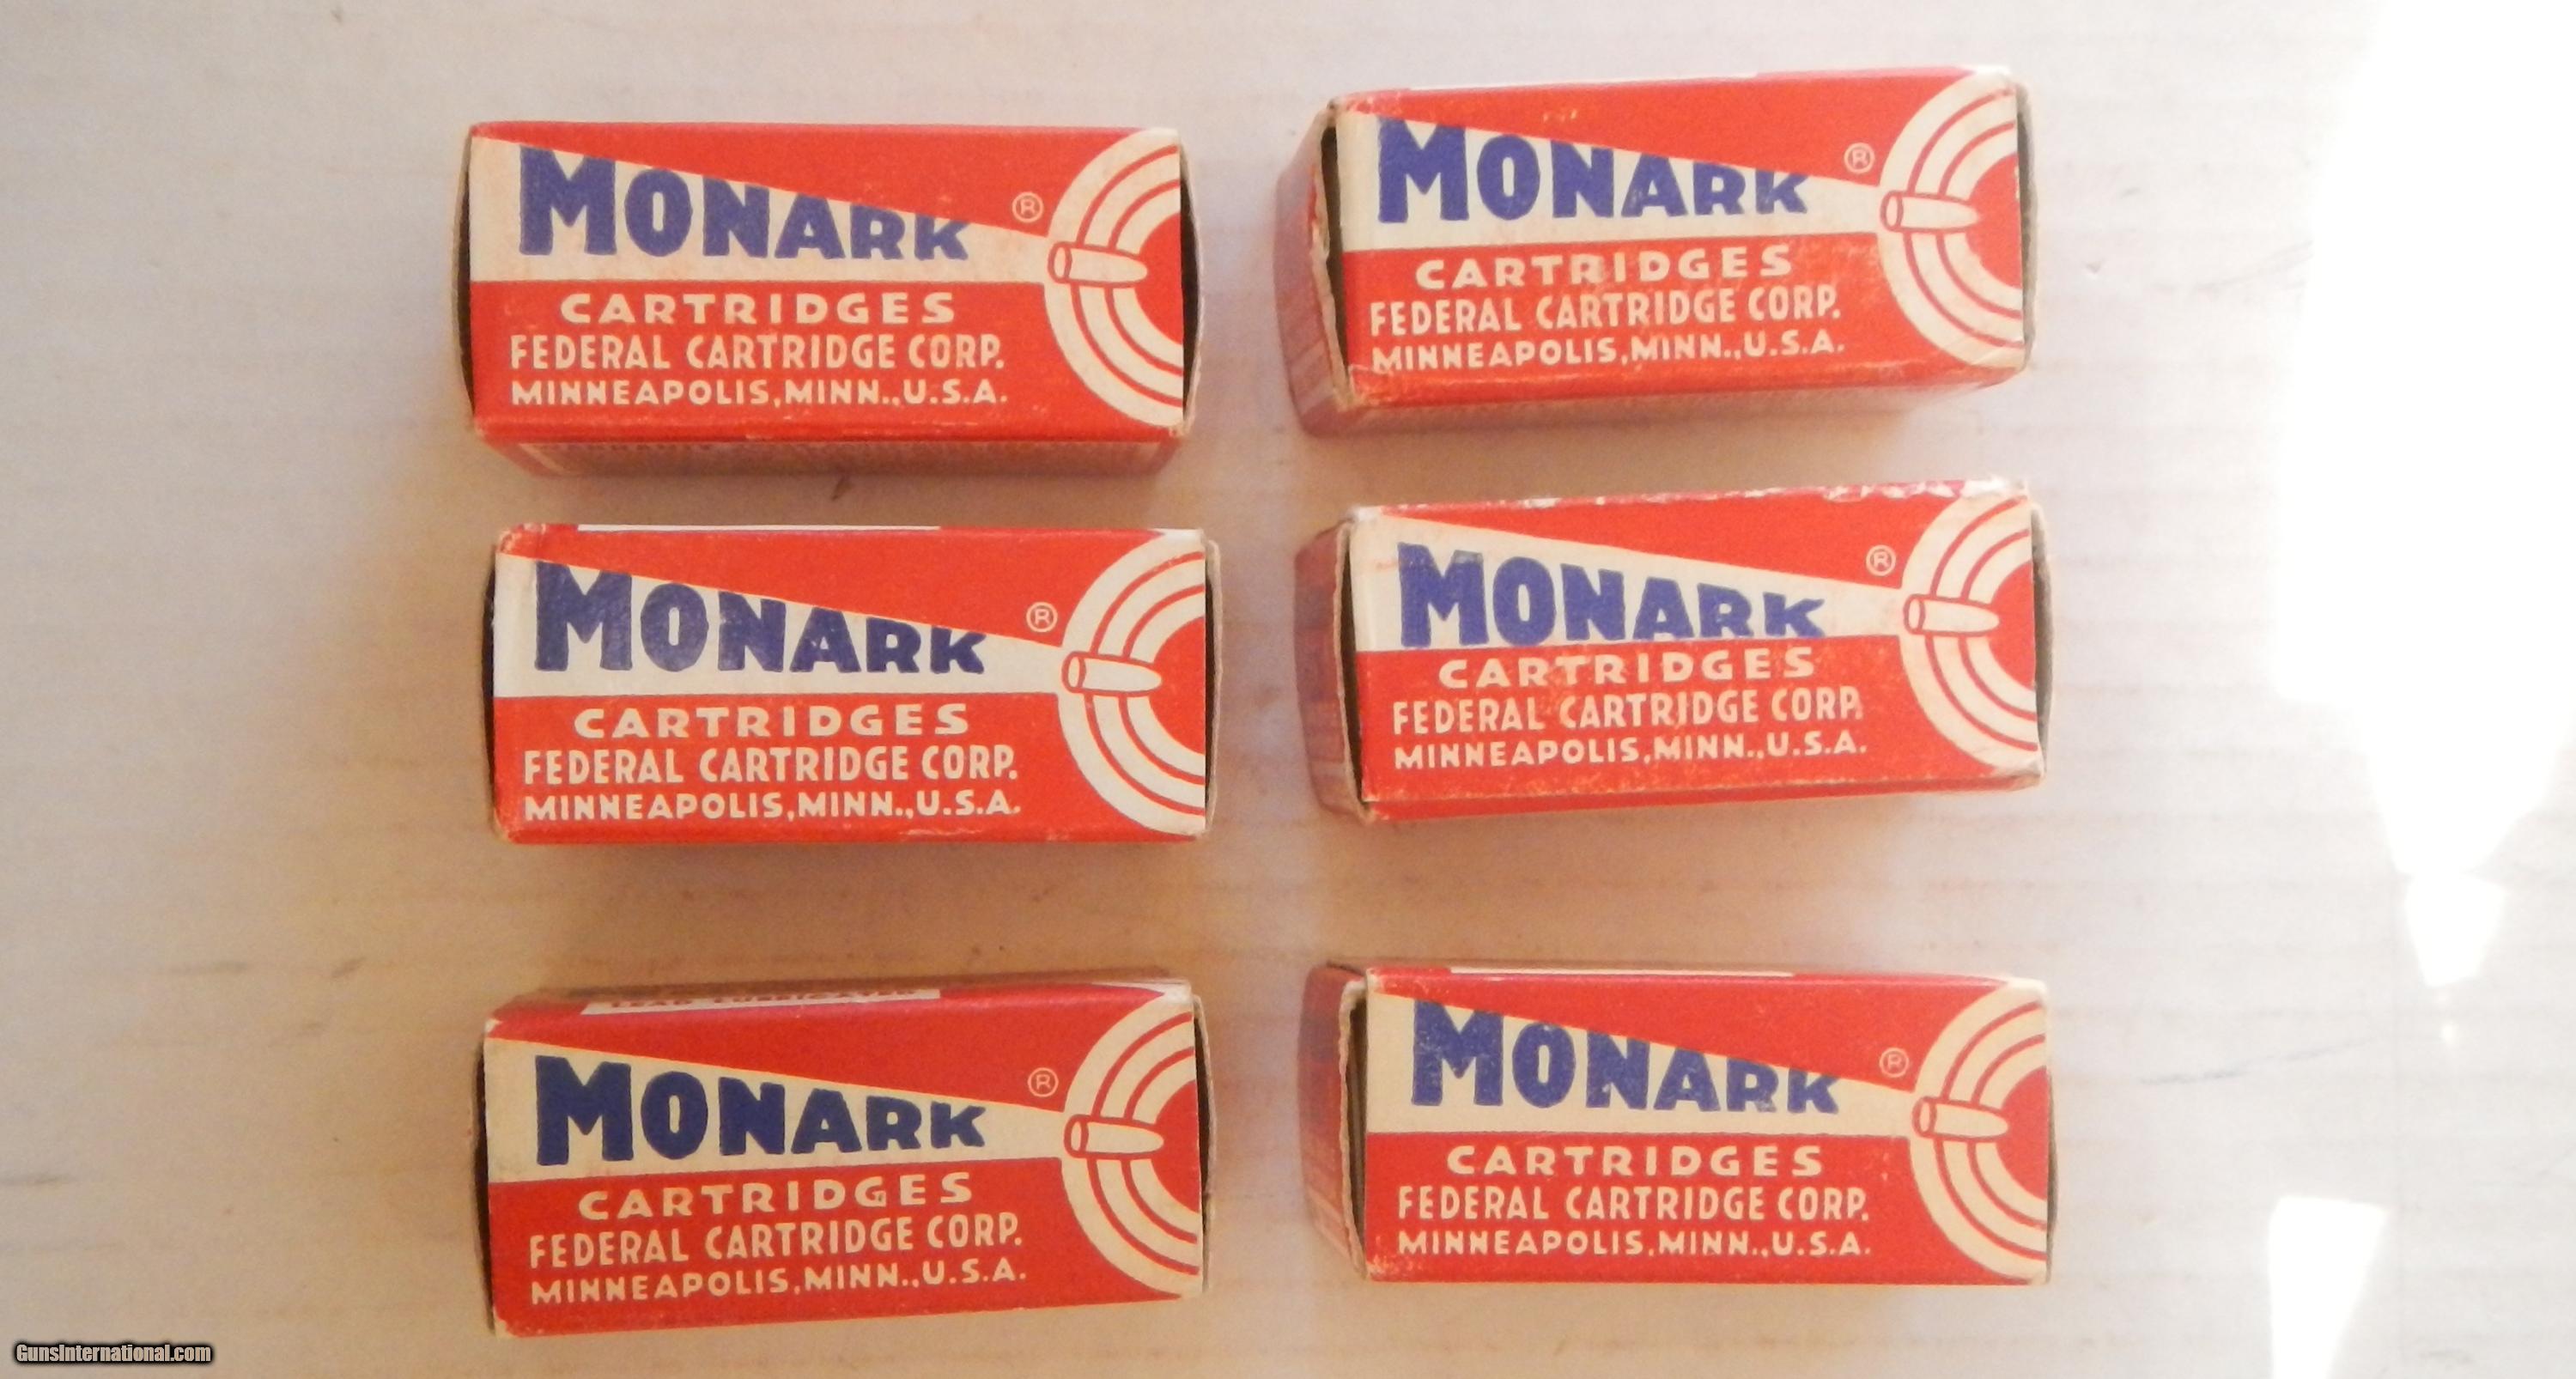 MONARK ®
CARTRIDGES
FEDERAL CARTRIDGE CORP.
MINNEAPOLIS, MINN., U.S.A.
MONARK ®
CARTRIDGES
FEDERAL CARTRIDGE CORP.
MINNEAPOLIS, MINN., U.S.A.
MONARK ®
CARTRIDGES
FEDERAL CARTRIDGE CORP.
MINNEAPOLIS, MINN., U.S.A.
MONARK ®
CARTRIDGES
FEDERAL CARTRIDGE CORP.
MINNEAPOLIS, MINN., U.S.A.
MONARK ®
CARTRIDGES
FEDERAL CARTRIDGE CORP.
MINNEAPOLIS, MINN., U.S.A.
MONARK ®
CARTRIDGES
FEDERAL CARTRIDGE CORP.
MINNEAPOLIS, MINN., U.S.A.
GunsInternational.com